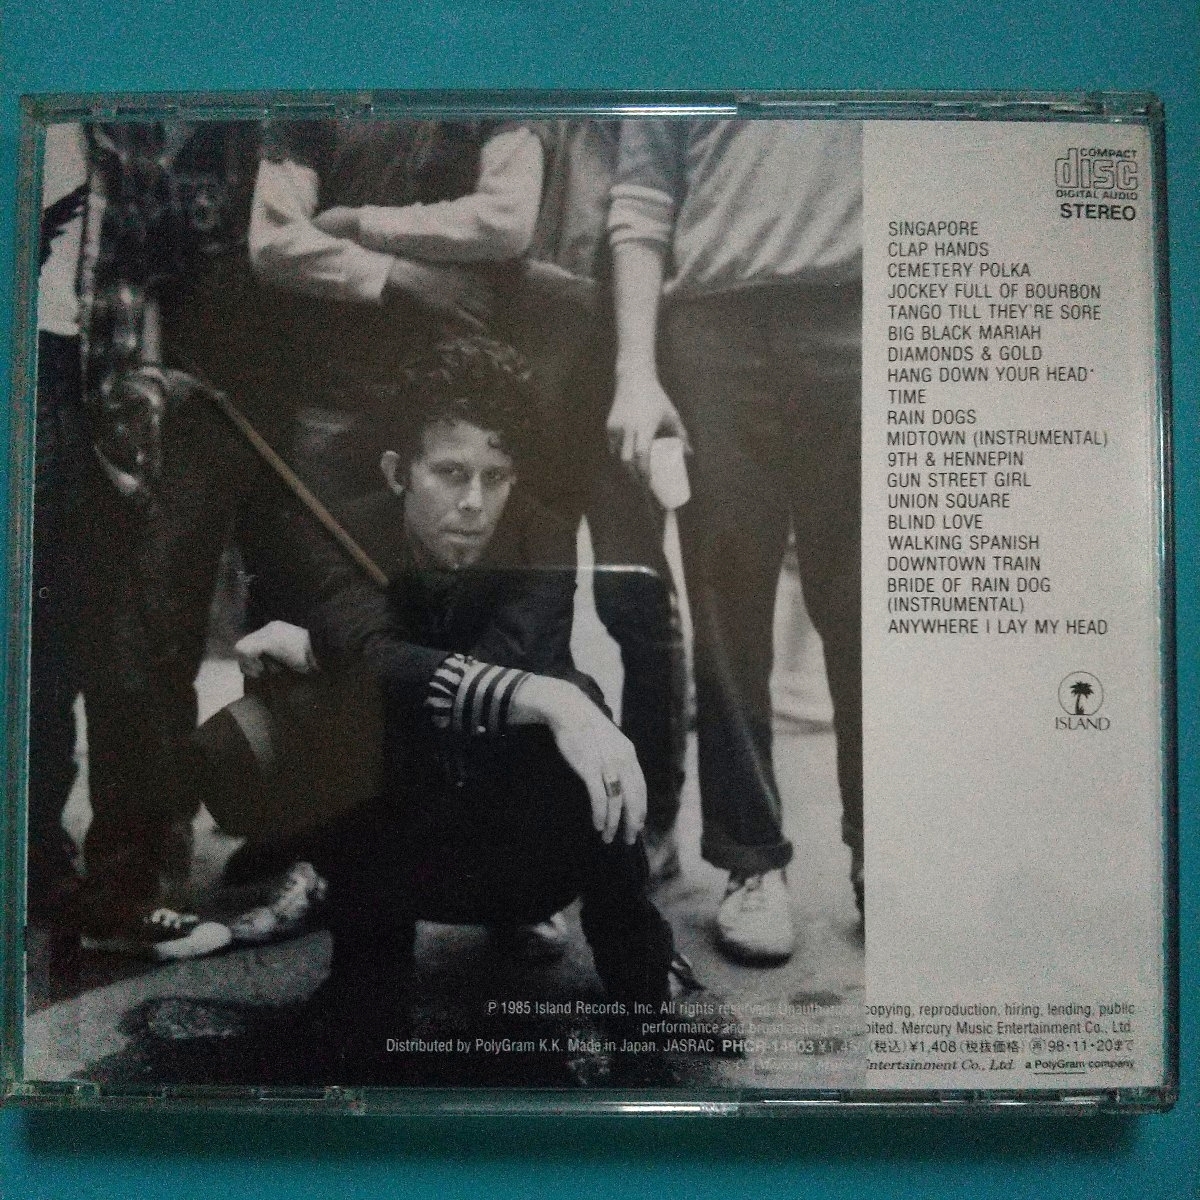 COMPACT
disc
DIGITAL AUDIO
STEREO
SINGAPORE
CLAP HANDS
CEMETERY POLKA
JOCKEY FULL OF BOURBON
TANGO TILL THEY'RE SORE
BIG BLACK MARIAH
DIAMONDS & GOLD
HANG DOWN YOUR HEAD*
TIME
RAIN DOGS
MIDTOWN (INSTRUMENTAL)
9TH & HENNEPIN
GUN STREET GIRL
UNION SQUARE
BLIND LOVE
WALKING SPANISH
DOWNTOWN TRAIN
BRIDE OF RAIN DOG
(INSTRUMENTAL)
ANYWHERE I LAY MY HEAD
ISLAND
℗ 1985 Island Records, Inc. All rights reserved. copying, reproduction, hiring, lending, public
performance and broadcasting Mercury Music Entertainment Co., Ltd.
Distributed by PolyGram K.K. Made in Japan. JASRAC (税込) ¥1,408 (税抜価格) 再 98・11・20まで
Entertainment Co., Ltd. a PolyGram company